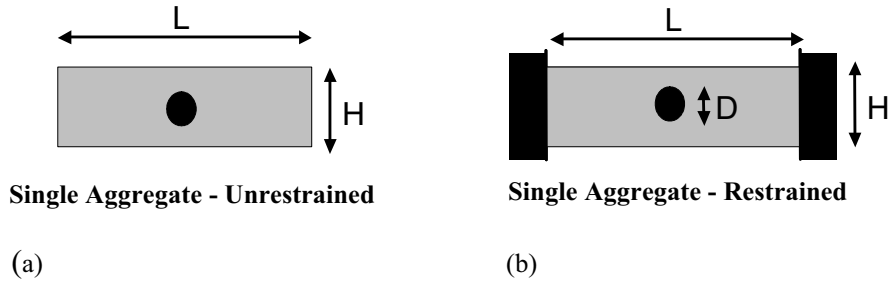 L
H
Single Aggregate - Unrestrained
(a)
L
D
H
Single Aggregate - Restrained
(b)